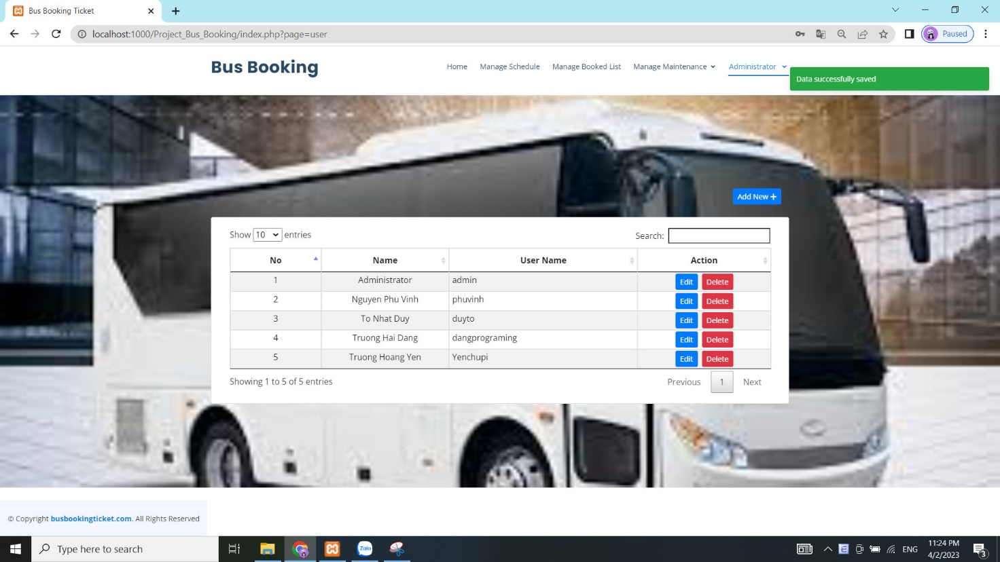 Bus Booking Ticket
localhost:1000/Project_Bus_Booking/index.php?page=user
Paused
Bus Booking
Home Manage Schedule Manage Booked List Manage Maintenance Administrator
Data successfully saved
Add New +
Show 10 entries
Search:
No Name User Name Action
1 Administrator admin Edit Delete
2 Nguyen Phu Vinh phuvinh Edit Delete
3 To Nhat Duy duyto Edit Delete
4 Truong Hai Dang dangprograming Edit Delete
5 Truong Hoang Yen Yenchupi Edit Delete
Showing 1 to 5 of 5 entries
Previous 1 Next
© Copyright busbookingticket.com. All Rights Reserved
Type here to search
Zalo
ENG
11:24 PM
4/2/2023
3